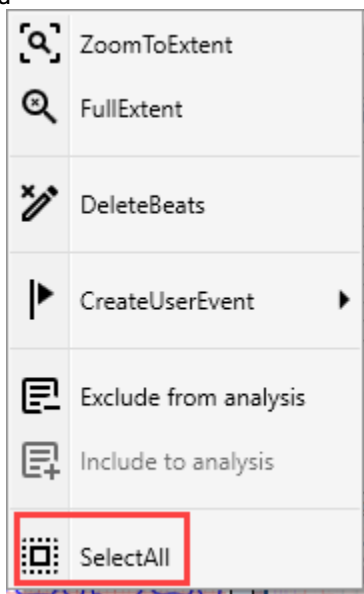 ZoomToExtent
FullExtent
DeleteBeats
CreateUserEvent
Exclude from analysis
Include to analysis
SelectAll